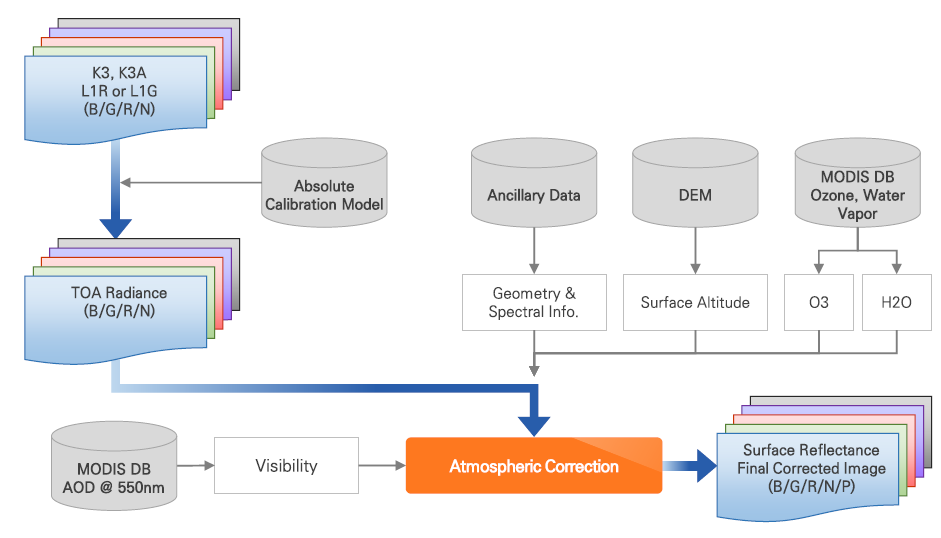 K3, K3A
L1R or L1G
(B/G/R/N)
Absolute
Calibration Model
Ancillary Data
DEM
MODIS DB
Ozone, Water
Vapor
TOA Radiance
(B/G/R/N)
Geometry &
Spectral Info.
Surface Altitude
O3
H2O
MODIS DB
AOD @ 550nm
Visibility
Atmospheric Correction
Surface Reflectance
Final Corrected Image
(B/G/R/N/P)